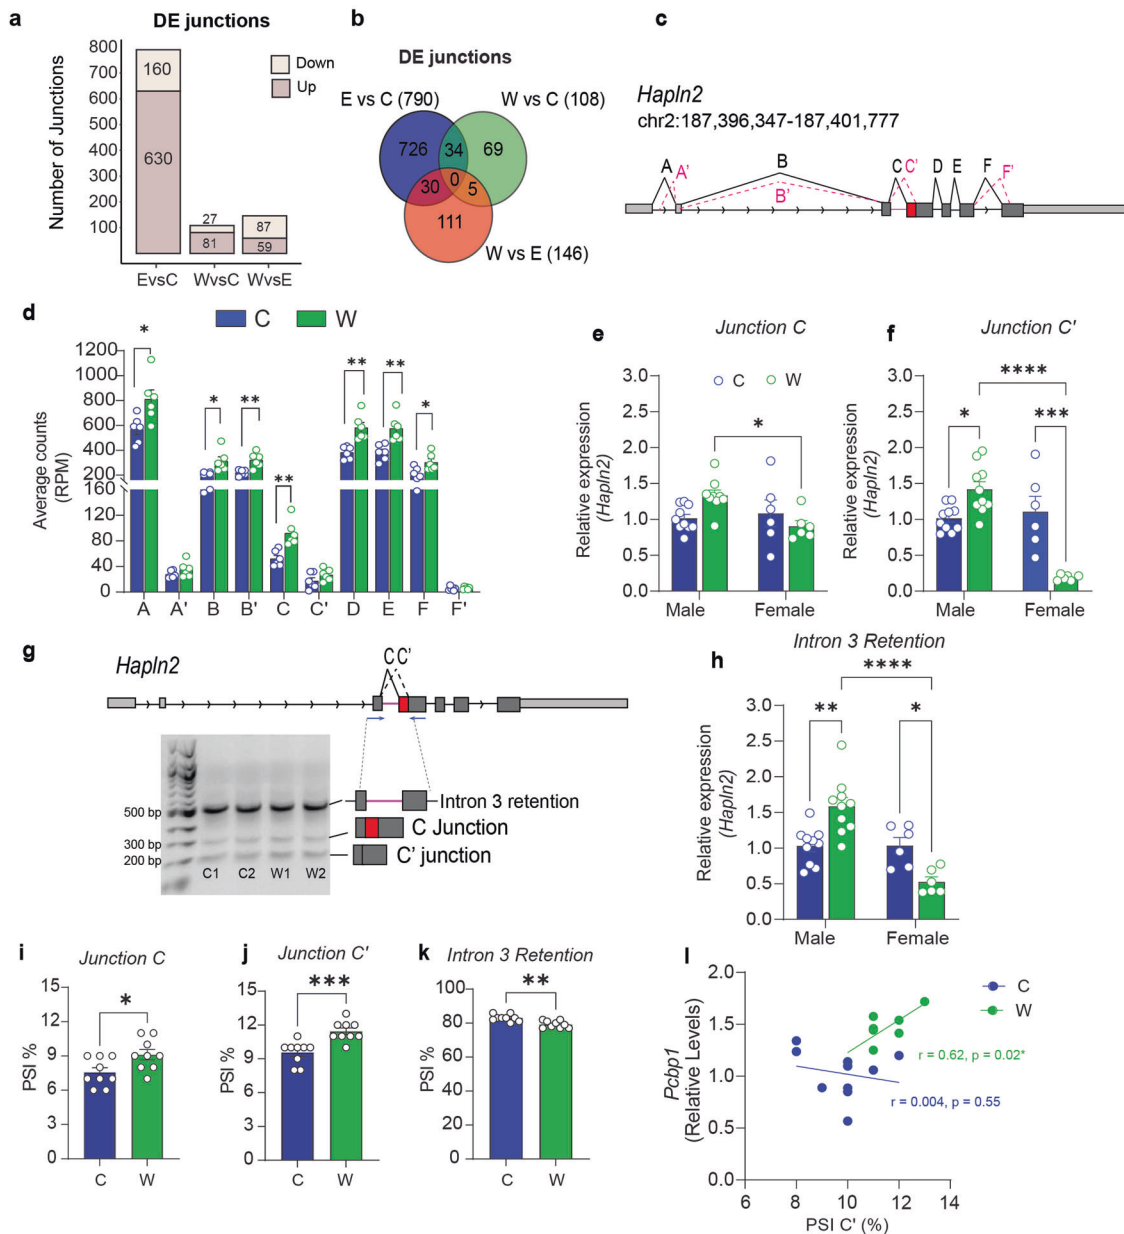 a
DE junctions
Number of Junctions
800
700
600
500
400
300
200
100
160
630
27
81
87
59
EvsC WvsC WvsE
Down
Up
b
DE junctions
E vs C (790)
W vs C (108)
726 34 69
0
30 5
111
W vs E (146)
c
Hapln2
chr2:187,396,347-187,401,777
A A' B B' C C' D E F F'
d
C W
Average counts
(RPM)
1200
1000
800
600
400
200
160
120
80
40
0
* * ** ** ** ** *
A A' B B' C C' D E F F'
e
Junction C
C W
Relative expression
(Hapln2)
3.0
2.5
2.0
1.5
1.0
0.5
0.0
*
Male Female
f
Junction C'
Relative expression
(Hapln2)
3.0
2.5
2.0
1.5
1.0
0.5
0.0
****
* ***
Male Female
g
Hapln2
C C'
500 bp
300 bp
200 bp
C1 C2 W1 W2
Intron 3 retention
C Junction
C' junction
h
Intron 3 Retention
Relative expression
(Hapln2)
3.0
2.5
2.0
1.5
1.0
0.5
0.0
****
** *
Male Female
i
Junction C
PSI %
15
12
9
6
3
0
*
C W
j
Junction C'
PSI %
15
12
9
6
3
0
***
C W
k
Intron 3 Retention
PSI %
100
80
60
40
20
0
**
C W
l
Pcbp1
(Relative Levels)
2.0
1.5
1.0
0.5
0.0
C
W
r = 0.62, p = 0.02*
r = 0.004, p = 0.55
6 8 10 12 14
PSI C' (%)